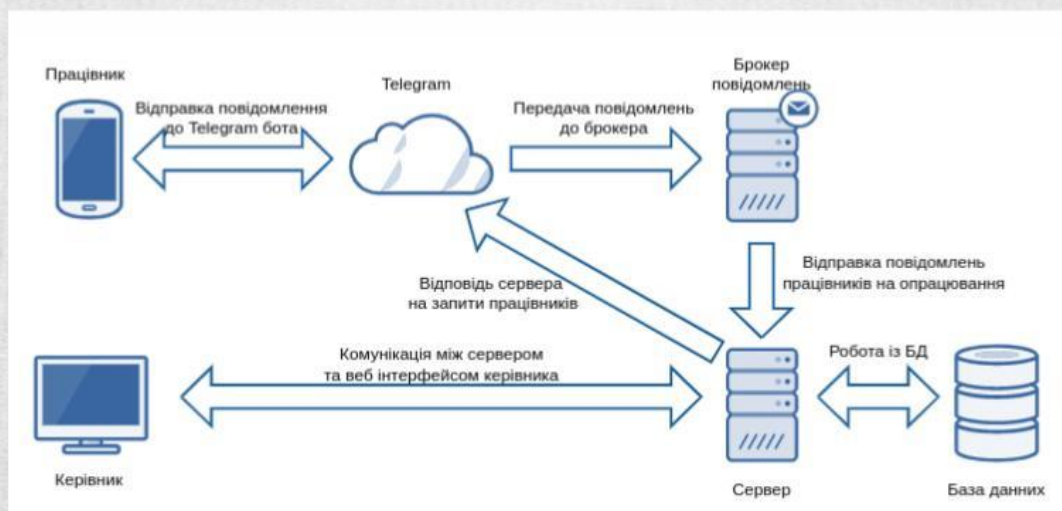 Працівник
Telegram
Брокер
повідомлень
Відправка повідомлення
до Telegram бота
Передача повідомлень
до брокера
Відправка повідомлень
працівників на опрацювання
Відповідь сервера
на запити працівників
Комунікація між сервером
та веб інтерфейсом керівника
Робота із БД
Керівник
Сервер
База данних